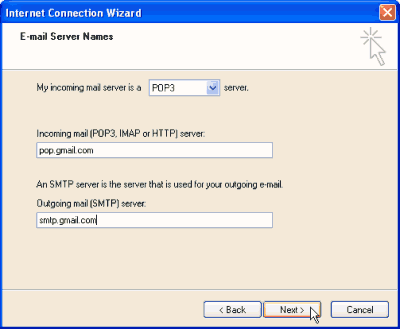 Internet Connection Wizard
E-mail Server Names
My incoming mail server is a POP3 server.
Incoming mail (POP3, IMAP or HTTP) server:
pop.gmail.com
An SMTP server is the server that is used for your outgoing e-mail.
Outgoing mail (SMTP) server:
smtp.gmail.com
< Back Next > Cancel